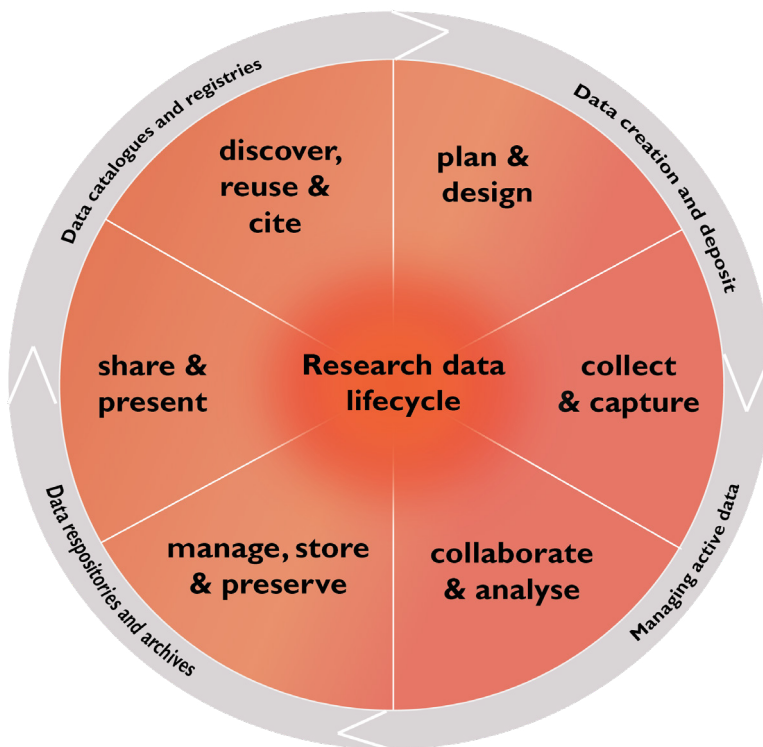 Research data
lifecycle
plan &
design
collect
& capture
collaborate
& analyse
manage, store
& preserve
share &
present
discover,
reuse &
cite
Data creation and deposit
Managing active data
Data respositories and archives
Data catalogues and registries